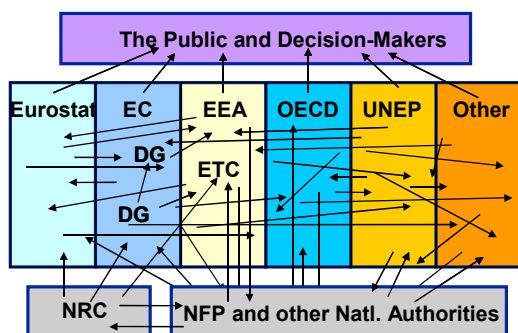 The Public and Decision-Makers
Eurostat EC EEA OECD UNEP Other
DG
ETC
DG
NRC NFP and other Natl. Authorities